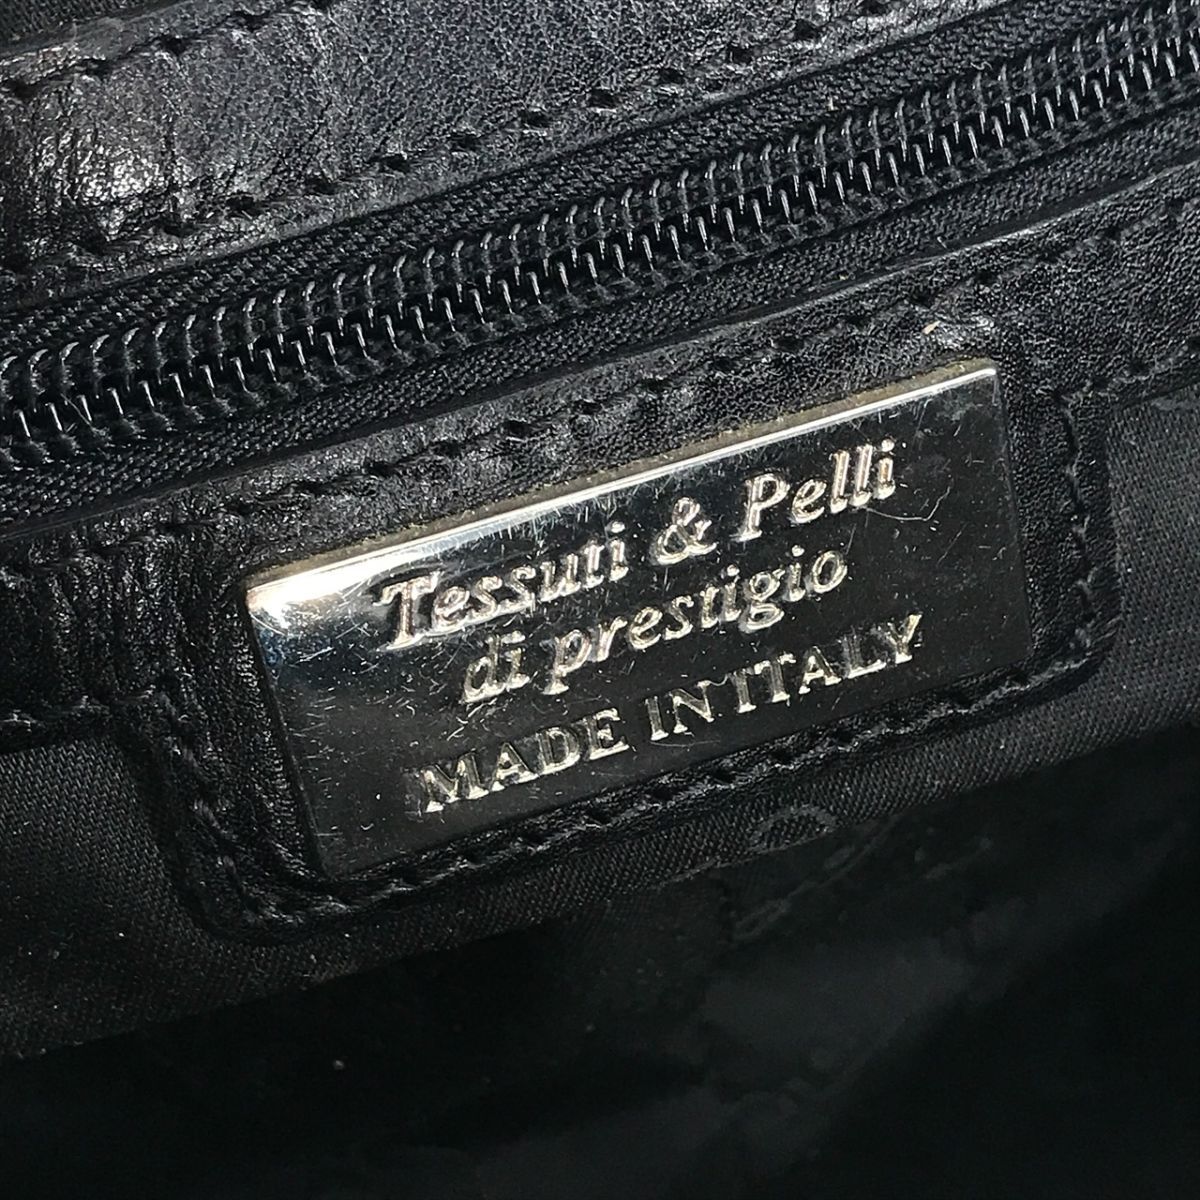 Tessuti & Pelli
di prestigio
MADE IN ITALY